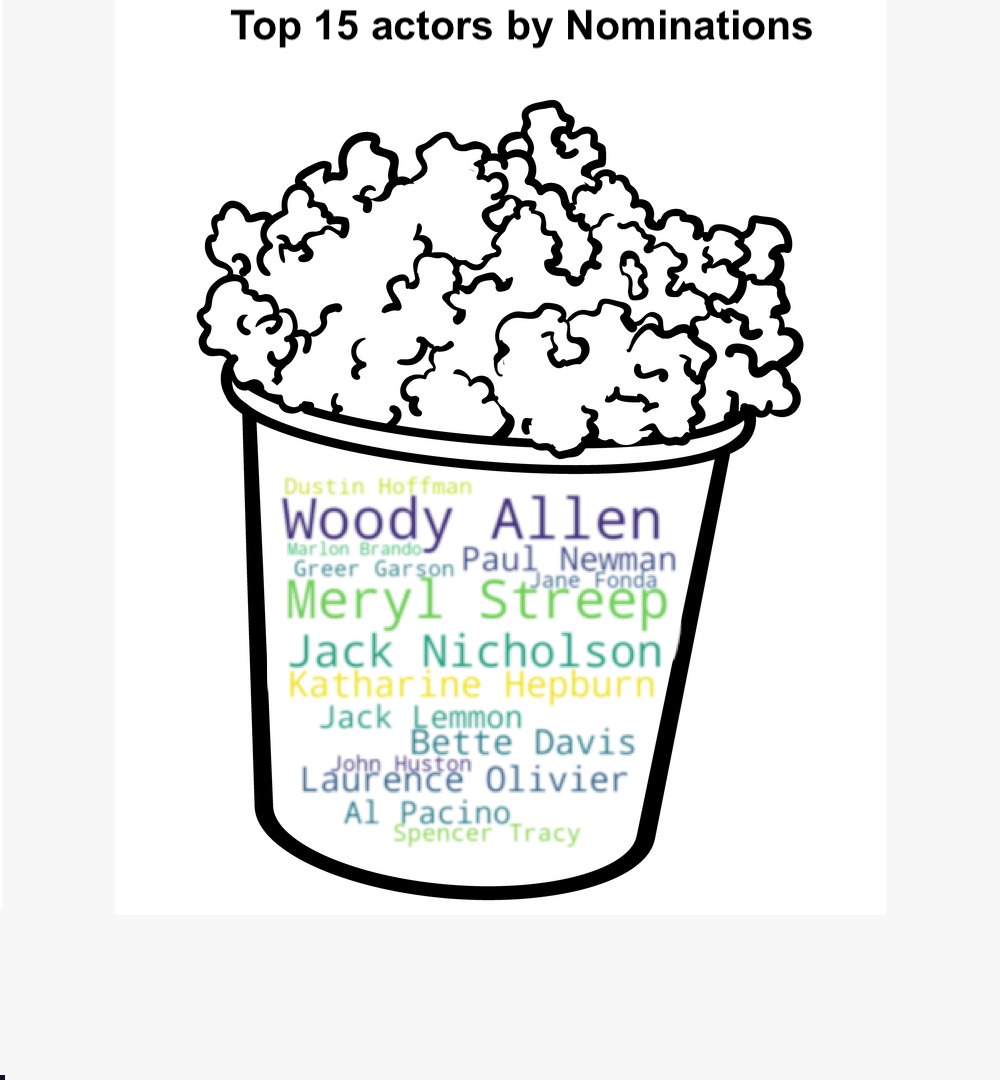 Top 15 actors by Nominations
Dustin Hoffman
Woody Allen
Marlon Brando
Paul Newman
Greer Garson
Jane Fonda
Meryl Streep
Jack Nicholson
Katharine Hepburn
Jack Lemmon
Bette Davis
John Huston
Laurence Olivier
Al Pacino
Spencer Tracy